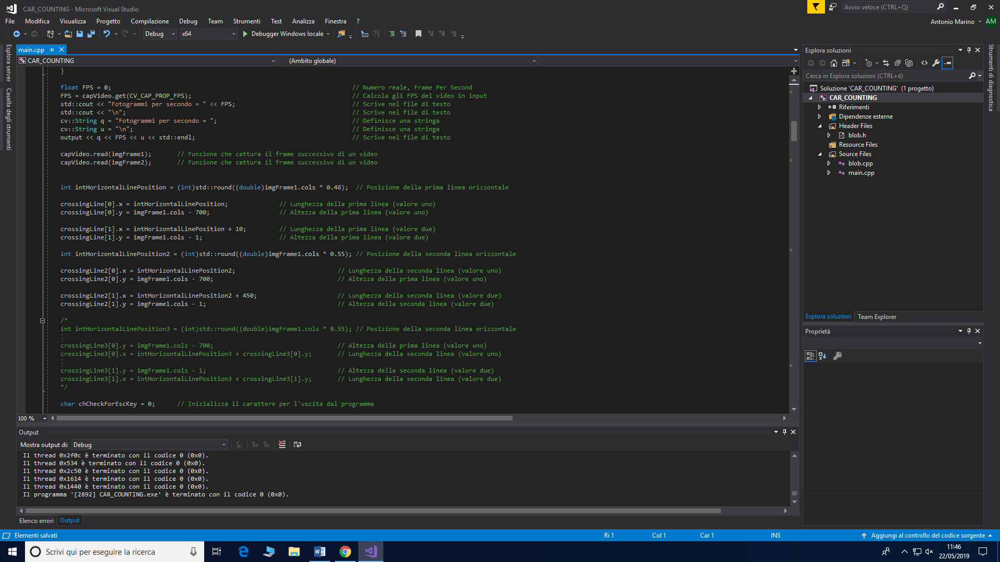 CAR_COUNTING - Microsoft Visual Studio
Avvio veloce (CTRL+Q)
File Modifica Visualizza Progetto Compilazione Debug Team Strumenti Test Analizza Finestra ?
Antonio Marino AM
Debug x64 Debugger Windows locale
Esplora server
Casella degli strumenti
main.cpp
CAR_COUNTING (Ambito globale)
}
float FPS = 0; // Numero reale, Frame Per Second
FPS = capVideo.get(CV_CAP_PROP_FPS); // Calcola gli FPS del video in input
std::cout << "Fotogrammi per secondo = " << FPS; // Scrive nel file di testo
std::cout << "\n"; // Scrive nel file di testo
cv::String q = "Fotogrammi per secondo = "; // Definisce una stringa
cv::String u = "\n"; // Definisce una stringa
output << q << FPS << u << std::endl; // Scrive nel file di testo
capVideo.read(imgFrame1); // Funzione che cattura il frame successivo di un video
capVideo.read(imgFrame2); // Funzione che cattura il frame successivo di un video
int intHorizontalLinePosition = (int)std::round((double)imgFrame1.cols * 0.48); // Posizione della prima linea orizzontale
crossingLine[0].x = intHorizontalLinePosition; // Lunghezza della prima linea (valore uno)
crossingLine[0].y = imgFrame1.cols - 700; // Altezza della prima linea (valore uno)
crossingLine[1].x = intHorizontalLinePosition + 10; // Lunghezza della prima linea (valore due)
crossingLine[1].y = imgFrame1.cols - 1; // Altezza della prima linea (valore due)
int intHorizontalLinePosition2 = (int)std::round((double)imgFrame1.cols * 0.55); // Posizione della seconda linea orizzontale
crossingLine2[0].x = intHorizontalLinePosition2; // Lunghezza della seconda linea (valore uno)
crossingLine2[0].y = imgFrame1.cols - 700; // Altezza della prima linea (valore uno)
crossingLine2[1].x = intHorizontalLinePosition2 + 450; // Lunghezza della seconda linea (valore due)
crossingLine2[1].y = imgFrame1.cols - 1; // Altezza della seconda linea (valore due)
/*
int intHorizontalLinePosition3 = (int)std::round((double)imgFrame1.cols * 0.55); // Posizione della seconda linea orizzontale
crossingLine3[0].y = imgFrame1.cols - 700; // Altezza della prima linea (valore uno)
crossingLine3[0].x = intHorizontalLinePosition3 + crossingLine3[0].y; // Lunghezza della seconda linea (valore uno)
crossingLine3[1].y = imgFrame1.cols - 1; // Altezza della seconda linea (valore due)
crossingLine3[1].x = intHorizontalLinePosition3 + crossingLine3[1].y; // Lunghezza della seconda linea (valore due)
*/
char chCheckForEscKey = 0; // Inizializza il carattere per l'uscita dal programma
100 %
Output
Mostra output di: Debug
Il thread 0x2f0c è terminato con il codice 0 (0x0).
Il thread 0x534 è terminato con il codice 0 (0x0).
Il thread 0x2c50 è terminato con il codice 0 (0x0).
Il thread 0x1614 è terminato con il codice 0 (0x0).
Il thread 0x1440 è terminato con il codice 0 (0x0).
Il programma '[2892] CAR_COUNTING.exe' è terminato con il codice 0 (0x0).
Elenco errori Output
Esplora soluzioni
Cerca in Esplora soluzioni (CTRL+è)
Soluzione 'CAR_COUNTING' (1 progetto)
CAR_COUNTING
Riferimenti
Dipendenze esterne
Header Files
blob.h
Resource Files
Source Files
blob.cpp
main.cpp
Esplora soluzioni Team Explorer
Proprietà
Strumenti di diagnostica
Elementi salvati Ri 1 Col 1 Car 1 INS Aggiungi al controllo del codice sorgente
Scrivi qui per eseguire la ricerca
11:46
22/05/2019